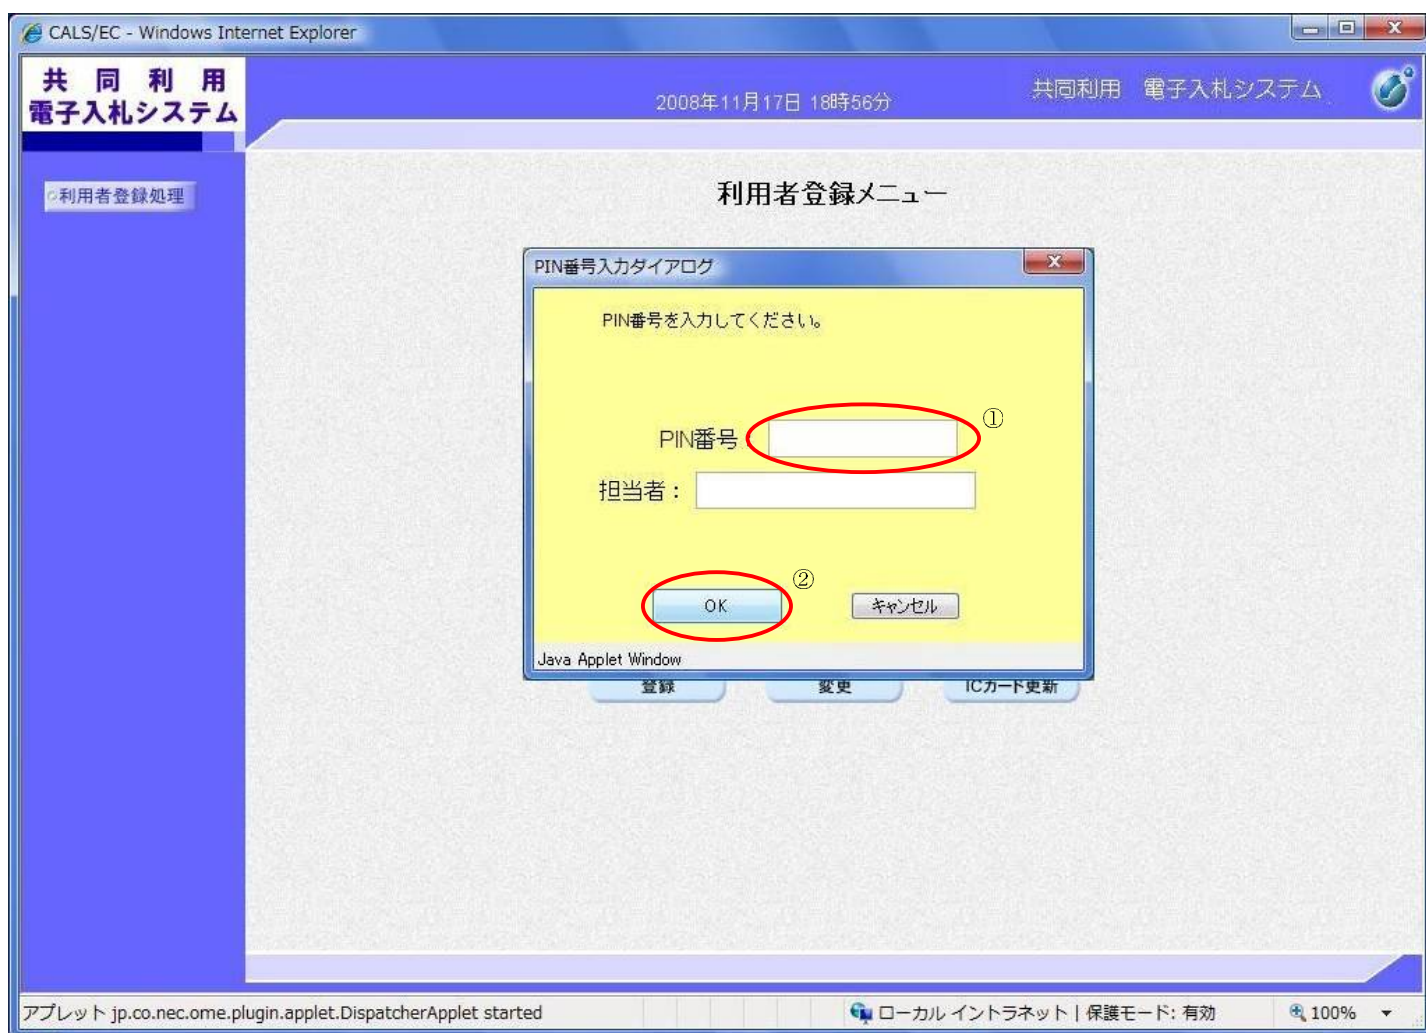 CALS/EC - Windows Internet Explorer
共 同 利 用
電子入札システム
2008年11月17日 18時56分
共同利用 電子入札システム
利用者登録処理
利用者登録メニュー
PIN番号入力ダイアログ
PIN番号を入力してください。
①
PIN番号：
担当者：
②
OK
キャンセル
Java Applet Window
登録
変更
ICカード更新
アプレット jp.co.nec.ome.plugin.applet.DispatcherApplet started
ローカル イントラネット | 保護モード: 有効
100%